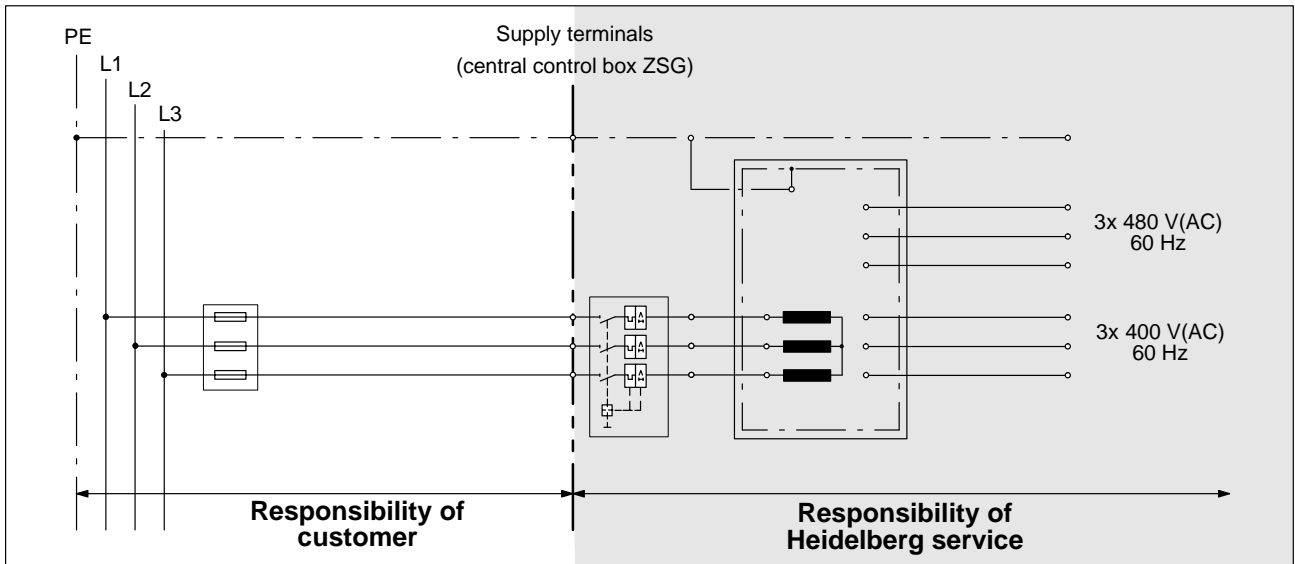 PE
L1
L2
L3
Supply terminals
(central control box ZSG)
3x 480 V(AC)
60 Hz
3x 400 V(AC)
60 Hz
Responsibility of
customer
Responsibility of
Heidelberg service